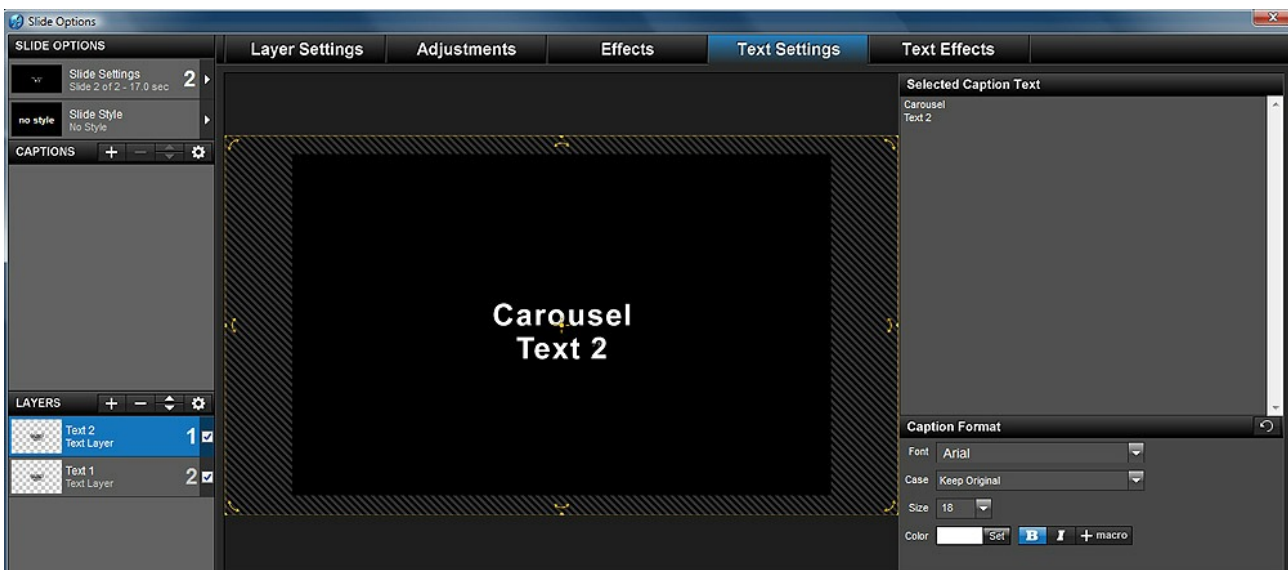 Slide Options
SLIDE OPTIONS
Slide Settings
Slide 2 of 2 - 17.0 sec
2
no style
Slide Style
No Style
CAPTIONS
LAYERS
Text 2
Text Layer
1
Text 1
Text Layer
2
Layer Settings
Adjustments
Effects
Text Settings
Text Effects
Carousel
Text 2
Selected Caption Text
Carousel
Text 2
Caption Format
Font Arial
Case Keep Original
Size 18
Color Set B I + macro